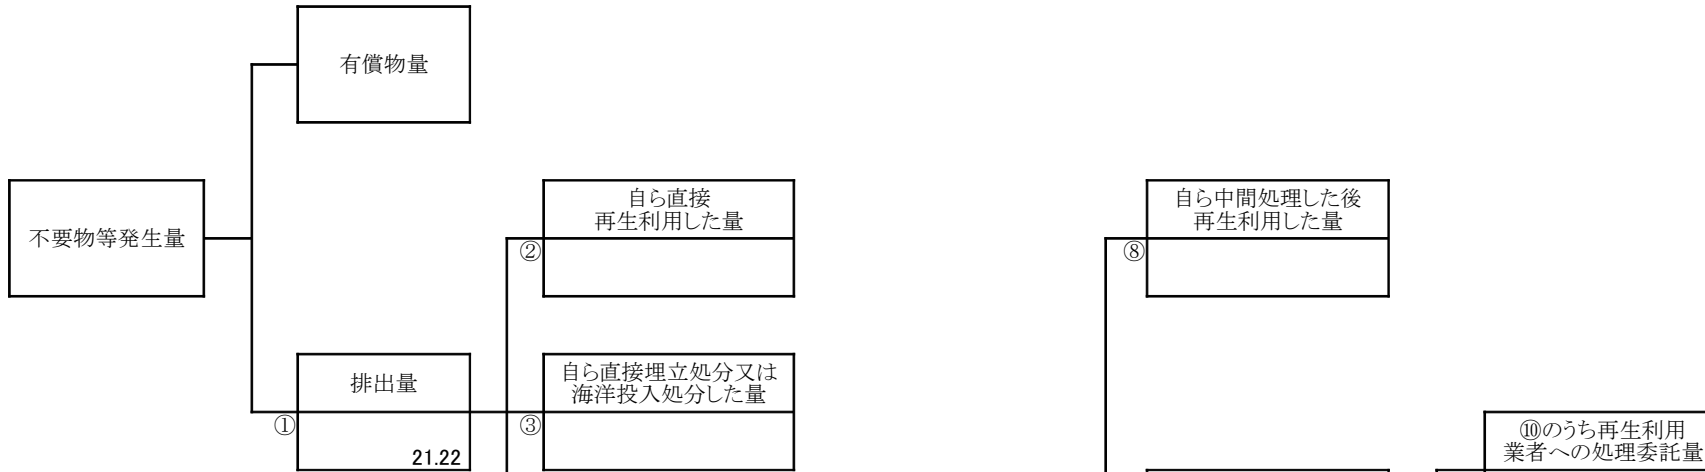 有償物量
不要物等発生量
自ら直接
再生利用した量
②
自ら中間処理した後
再生利用した量
⑧
排出量
①
21.22
自ら直接埋立処分又は
海洋投入処分した量
③
⑩のうち再生利用
業者への処理委託量